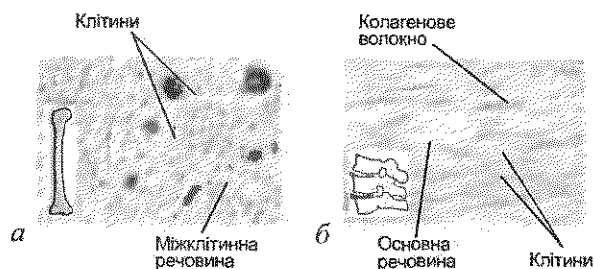 Клітини
Міжклітинна
речовина
а
Колагенове
волокно
Основна
речовина
Клітини
б